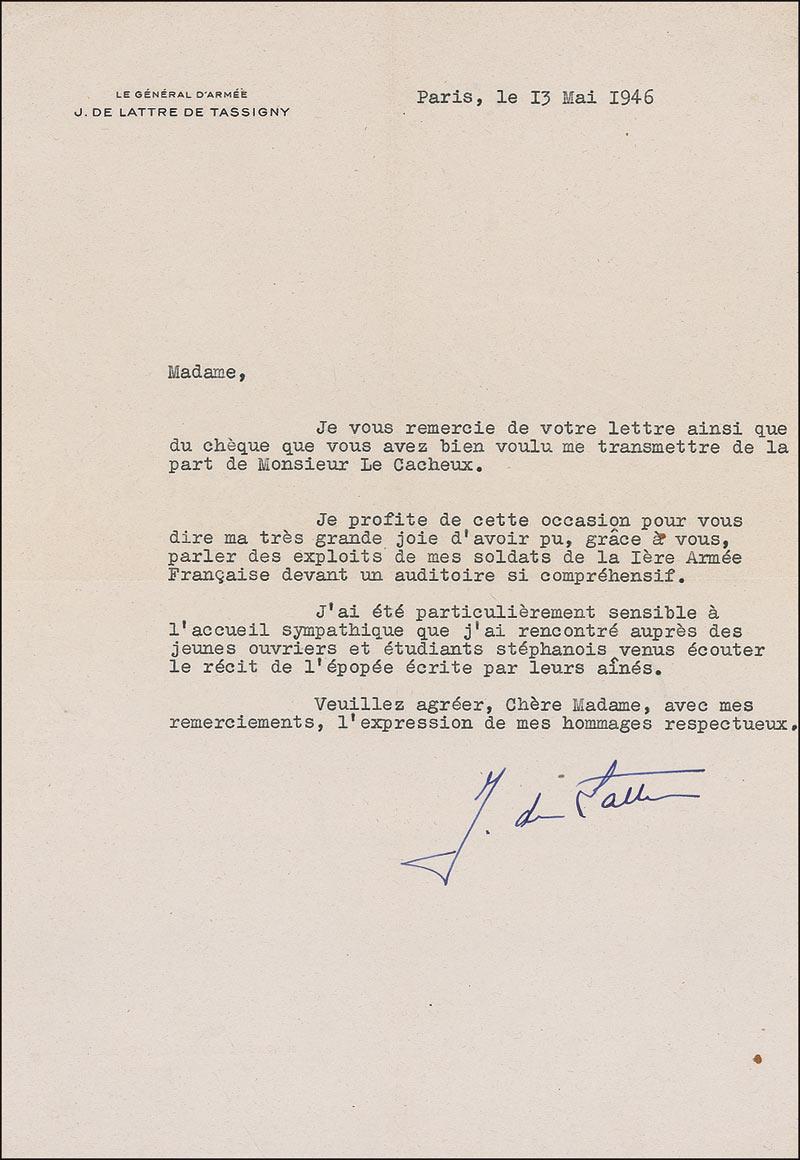 LE GÉNÉRAL D'ARMÉE
J. DE LATTRE DE TASSIGNY
Paris, le I3 Mai I946
Madame,
Je vous remercie de votre lettre ainsi que
du chèque que vous avez bien voulu me transmettre de la
part de Monsieur Le Cacheux.
Je profite de cette occasion pour vous
dire ma très grande joie d'avoir pu, grâce à vous,
parler des exploits de mes soldats de la Ière Armée
Française devant un auditoire si compréhensif.
J'ai été particulièrement sensible à
l'accueil sympathique que j'ai rencontré auprès des
jeunes ouvriers et étudiants stéphanois venus écouter
le récit de l'épopée écrite par leurs aînés.
Veuillez agréer, Chère Madame, avec mes
remerciements, l'expression de mes hommages respectueux.
J. de Lattre